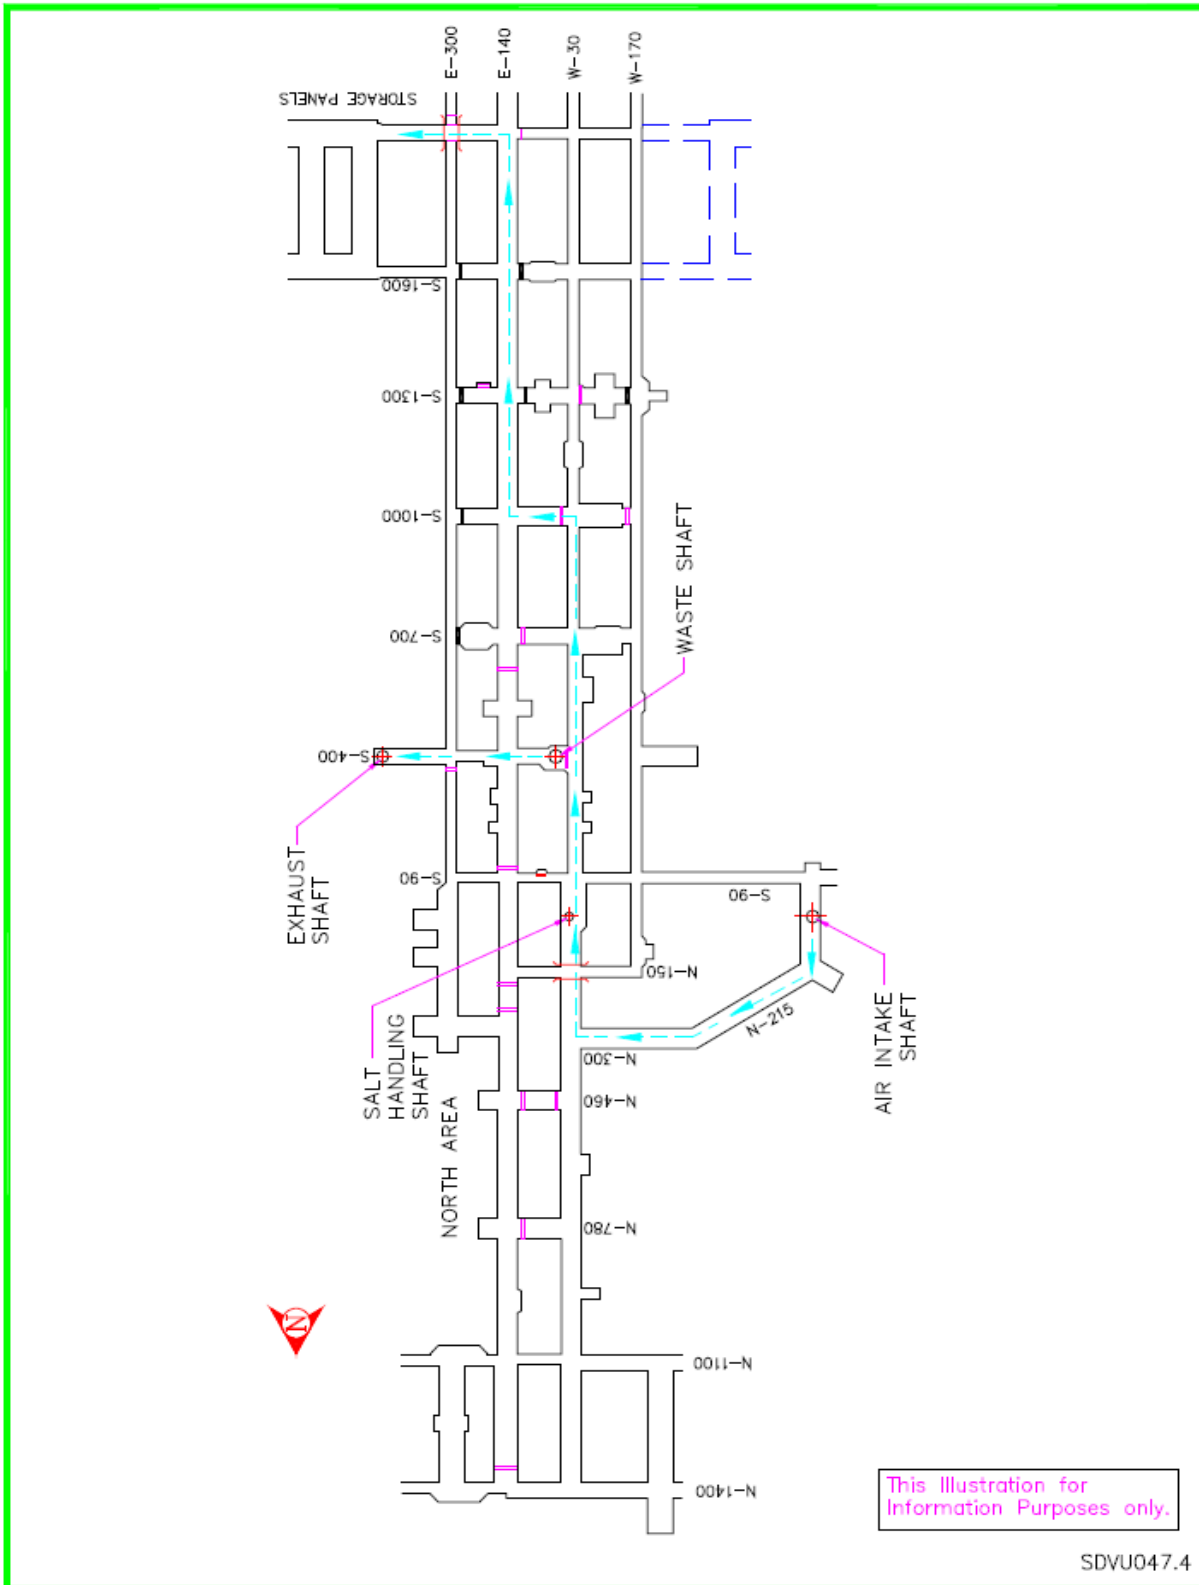 E-300
E-140
W-30
W-170
STORAGE PANELS
S-1600
S-1300
S-1000
S-700
WASTE SHAFT
S-400
EXHAUST
SHAFT
S-90
S-90
N-150
N-215
AIR INTAKE
SHAFT
SALT
HANDLING
SHAFT
N-300
N-460
NORTH AREA
N-780
N
N-1100
N-1400
This Illustration for
Information Purposes only.
SDVU047.4